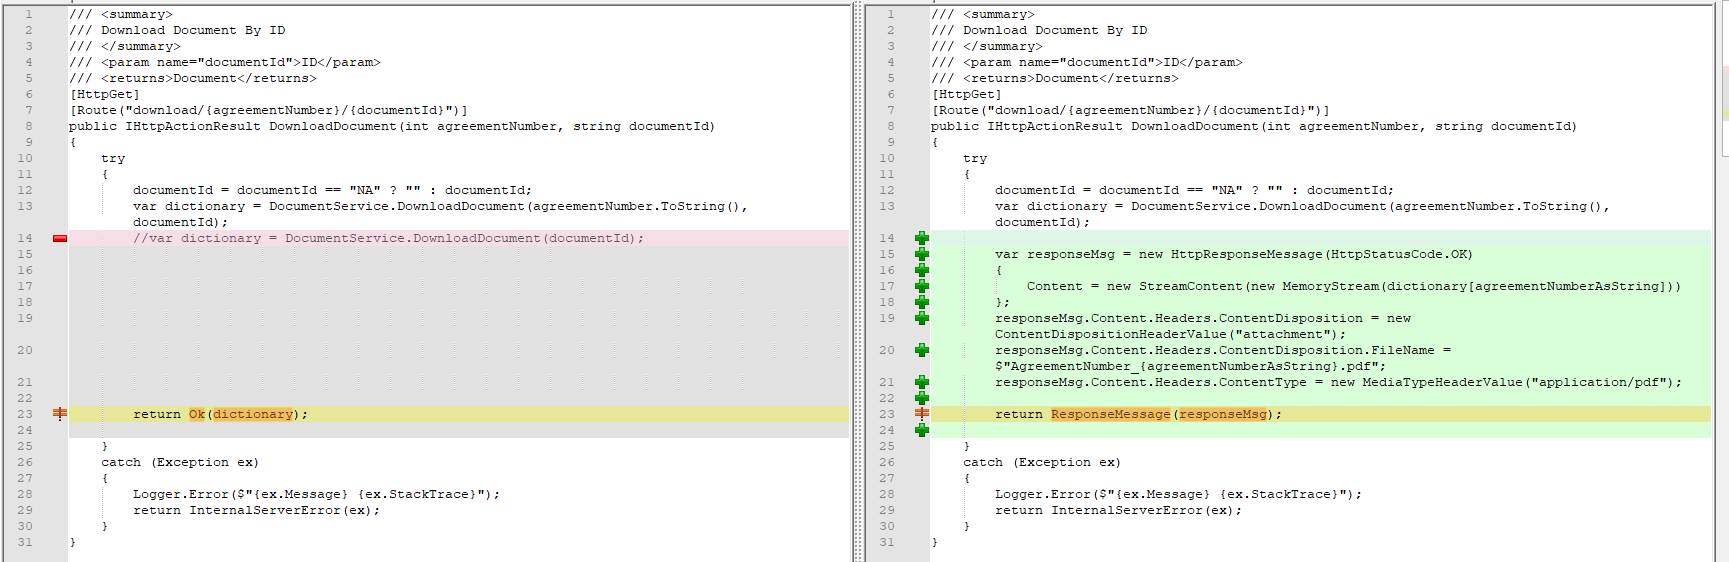 1 /// <summary>
2 /// Download Document By ID
3 /// </summary>
4 /// <param name="documentId">ID</param>
5 /// <returns>Document</returns>
6 [HttpGet]
7 [Route("download/{agreementNumber}/{documentId}")]
8 public IHttpActionResult DownloadDocument(int agreementNumber, string documentId)
9 {
10 try
11 {
12 documentId = documentId == "NA" ? "" : documentId;
13 var dictionary = DocumentService.DownloadDocument(agreementNumber.ToString(),
documentId);
14 //var dictionary = DocumentService.DownloadDocument(documentId);
15
16
17
18
19
20
21
22
23 return Ok(dictionary);
24
25 }
26 catch (Exception ex)
27 {
28 Logger.Error($"{ex.Message} {ex.StackTrace}");
29 return InternalServerError(ex);
30 }
31 }
1 /// <summary>
2 /// Download Document By ID
3 /// </summary>
4 /// <param name="documentId">ID</param>
5 /// <returns>Document</returns>
6 [HttpGet]
7 [Route("download/{agreementNumber}/{documentId}")]
8 public IHttpActionResult DownloadDocument(int agreementNumber, string documentId)
9 {
10 try
11 {
12 documentId = documentId == "NA" ? "" : documentId;
13 var dictionary = DocumentService.DownloadDocument(agreementNumber.ToString(),
documentId);
14
15 var responseMsg = new HttpResponseMessage(HttpStatusCode.OK)
16 {
17 Content = new StreamContent(new MemoryStream(dictionary[agreementNumberAsString]))
18 };
19 responseMsg.Content.Headers.ContentDisposition = new
ContentDispositionHeaderValue("attachment");
20 responseMsg.Content.Headers.ContentDisposition.FileName =
$"AgreementNumber_{agreementNumberAsString}.pdf";
21 responseMsg.Content.Headers.ContentType = new MediaTypeHeaderValue("application/pdf");
22
23 return ResponseMessage(responseMsg);
24
25 }
26 catch (Exception ex)
27 {
28 Logger.Error($"{ex.Message} {ex.StackTrace}");
29 return InternalServerError(ex);
30 }
31 }